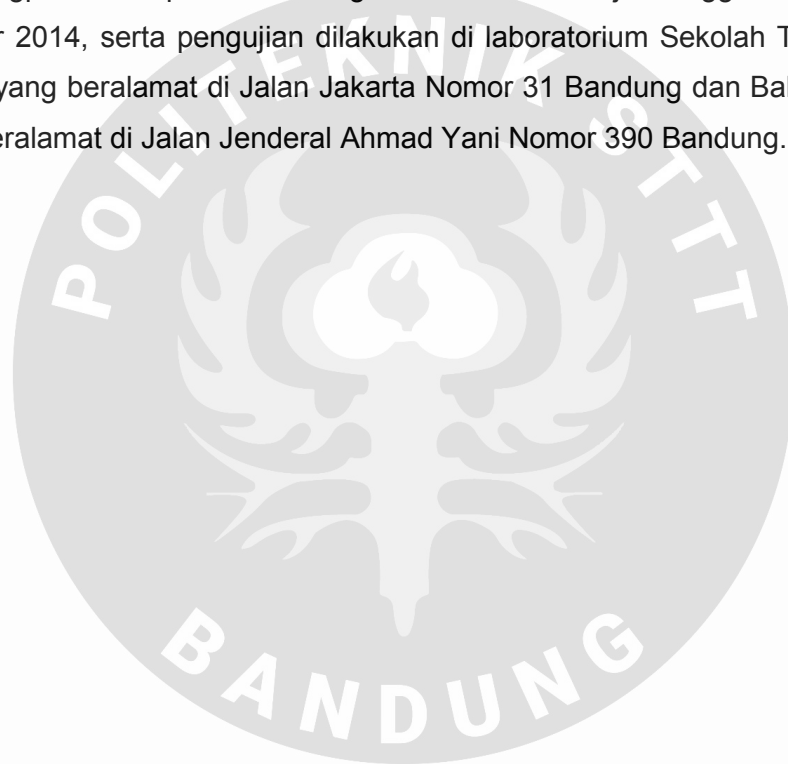 r 2014, serta pengujian dilakukan di laboratorium Sekolah T
yang beralamat di Jalan Jakarta Nomor 31 Bandung dan Bal
eralamat di Jalan Jenderal Ahmad Yani Nomor 390 Bandung.
POLITEKNIK STTT
BANDUNG